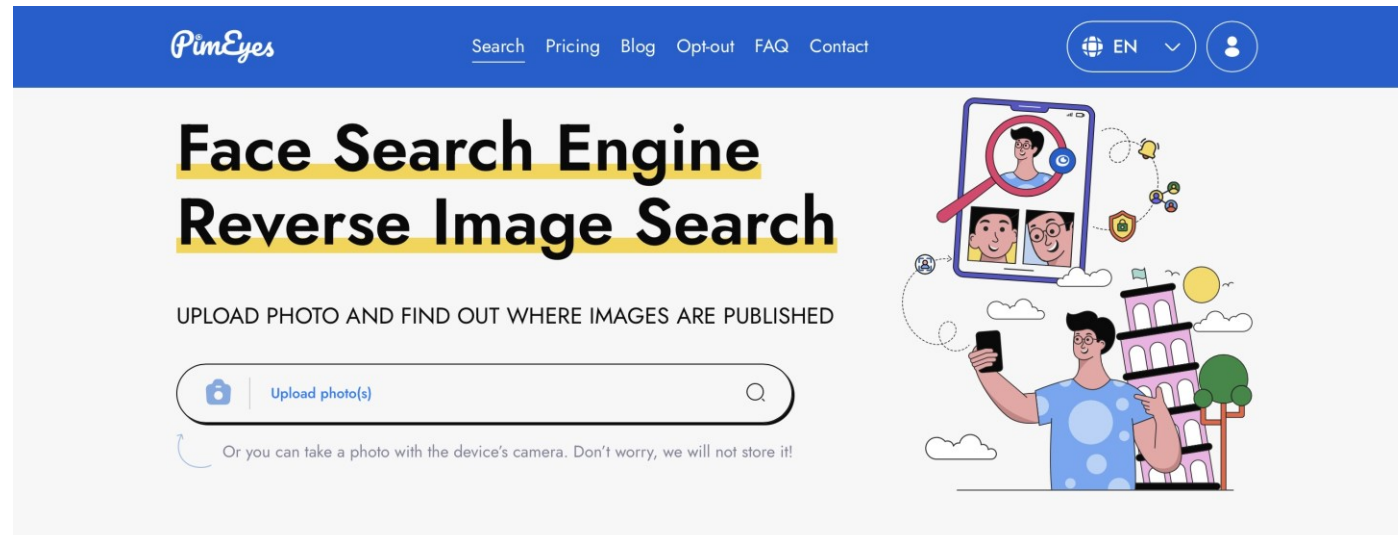 PimEyes
Search Pricing Blog Opt-out FAQ Contact
EN
Face Search Engine
Reverse Image Search
UPLOAD PHOTO AND FIND OUT WHERE IMAGES ARE PUBLISHED
Upload photo(s)
Or you can take a photo with the device's camera. Don't worry, we will not store it!